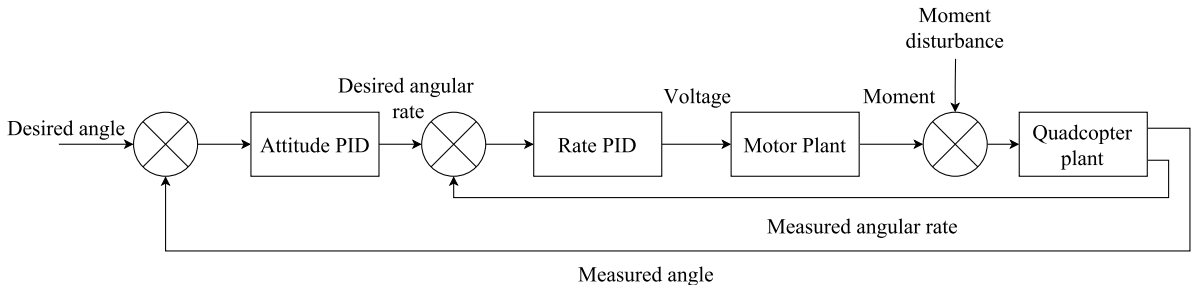 Moment
disturbance
Desired angular
rate
Voltage
Moment
Desired angle
Attitude PID
Rate PID
Motor Plant
Quadcopter
plant
Measured angular rate
Measured angle